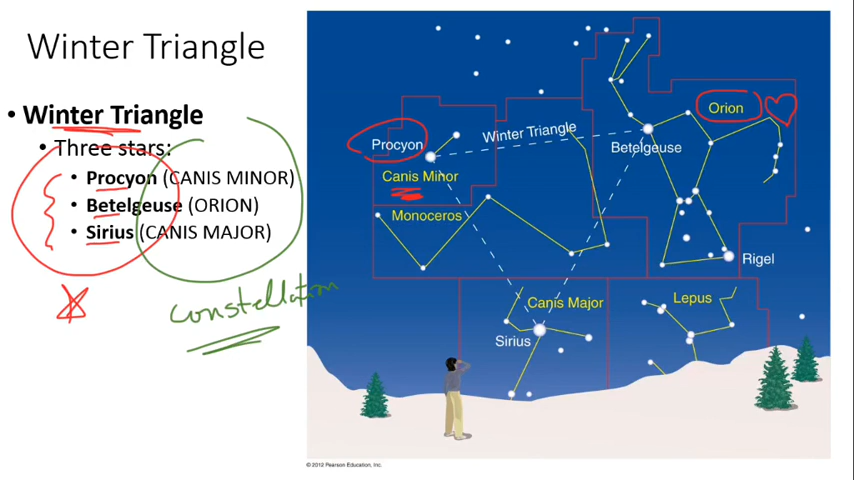 Winter Triangle
• Winter Triangle
• Three stars:
• Procyon (CANIS MINOR)
• Betelgeuse (ORION)
• Sirius (CANIS MAJOR)
constellation
Orion
Procyon
Winter Triangle
Betelgeuse
Canis Minor
Monoceros
Rigel
Canis Major
Lepus
Sirius
© 2012 Pearson Education, Inc.